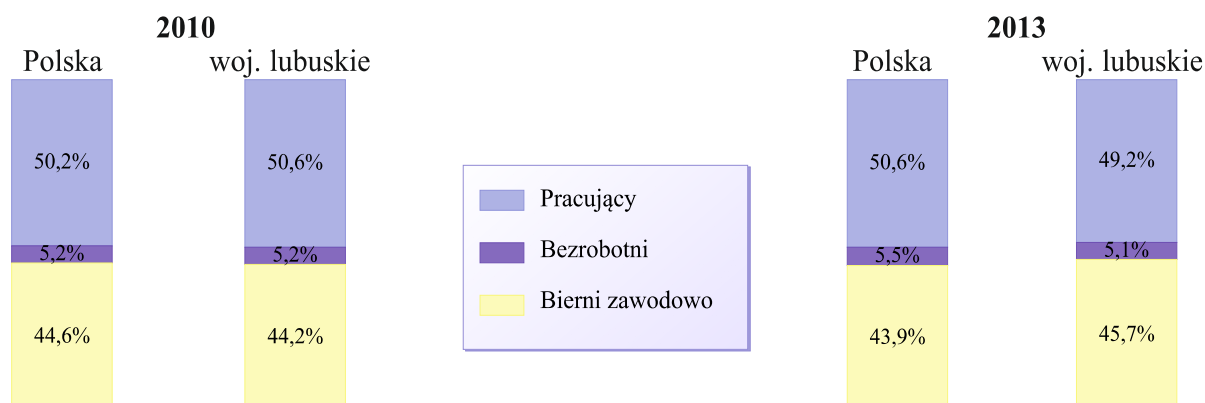 2010
Polska
woj. lubuskie
50,2%
50,6%
5,2%
5,2%
44,6%
44,2%
Pracujący
Bezrobotni
Bierni zawodowo
2013
Polska
woj. lubuskie
50,6%
49,2%
5,5%
5,1%
43,9%
45,7%